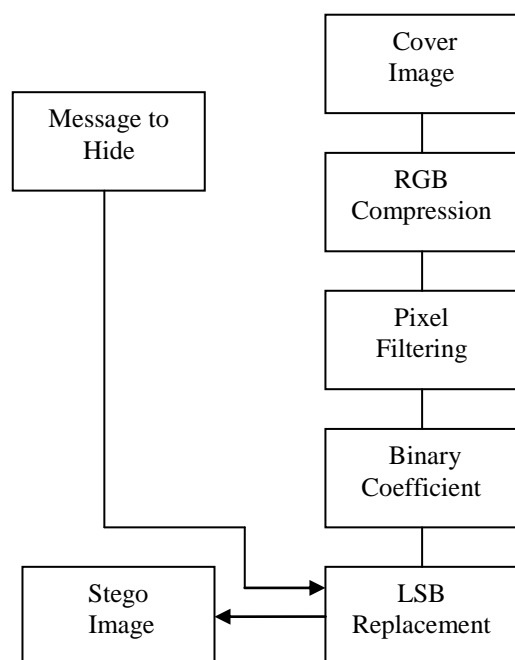 Cover
Image
Message to
Hide
RGB
Compression
Pixel
Filtering
Binary
Coefficient
Stego
Image
LSB
Replacement